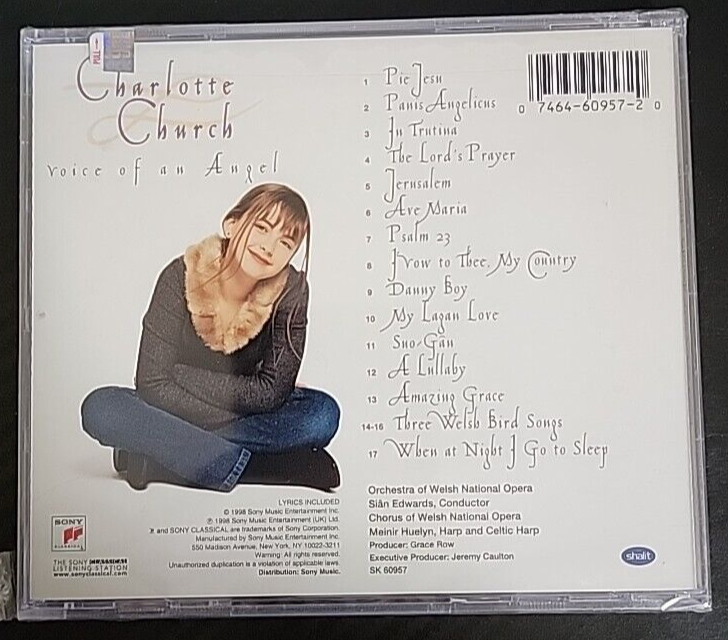 PULL
Charlotte
Church
voice of an Angel
1 Pie Jesu
2 Panis Angelicus
3 In Trutina
4 The Lord's Prayer
5 Jerusalem
6 Ave Maria
7 Psalm 23
8 I Vow to Thee, My Country
9 Danny Boy
10 My Lagan Love
11 Suo-Gân
12 A Lullaby
13 Amazing Grace
14-16 Three Welsh Bird Songs
17 When at Night I Go to Sleep
0 7464-60957-2 0
Orchestra of Welsh National Opera
Siân Edwards, Conductor
Chorus of Welsh National Opera
Meinir Huelyn, Harp and Celtic Harp
Producer: Grace Row
Executive Producer: Jeremy Caulton
SK 60957
shalit
LYRICS INCLUDED
© 1998 Sony Music Entertainment Inc.
℗ 1998 Sony Music Entertainment (UK) Ltd.
and SONY CLASSICAL are trademarks of Sony Corporation.
Manufactured by Sony Music Entertainment Inc.
550 Madison Avenue, New York, NY 10022-3211
Warning: All rights reserved.
Unauthorized duplication is a violation of applicable laws.
Distribution: Sony Music.
SONY
CLASSICAL
THE SONY CLASSICAL
LISTENING STATION
www.sonyclassical.com